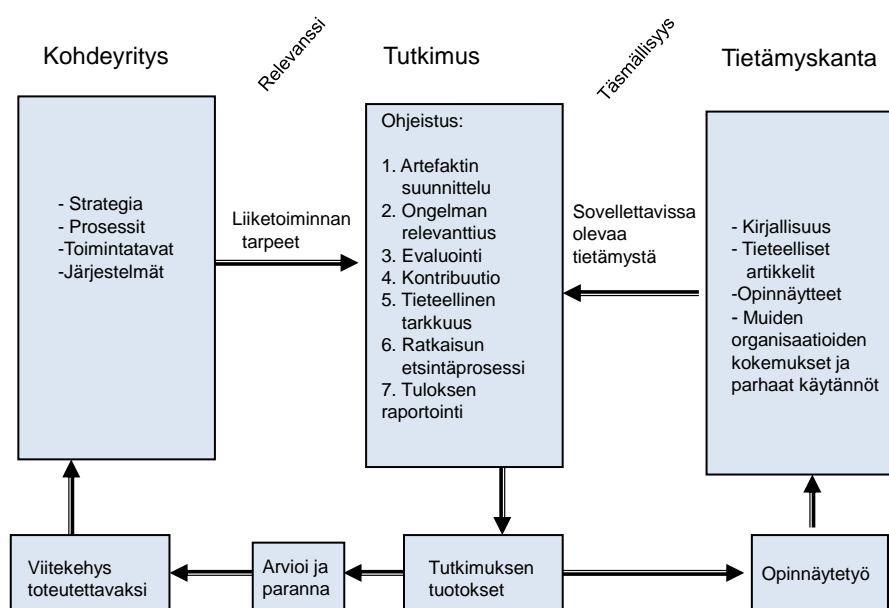 Kohdeyritys
Relevanssi
Tutkimus
Täsmällisyys
Tietämyskanta
- Strategia
- Prosessit
-Toimintatavat
-Järjestelmät
Liiketoiminnan
tarpeet
Ohjeistus:
1. Artefaktin
suunnittelu
2. Ongelman
relevanttius
3. Evaluointi
4. Kontribuutio
5. Tieteellinen
tarkkuus
6. Ratkaisun
etsintäprosessi
7. Tuloksen
raportointi
Sovellettavissa
olevaa
tietämystä
- Kirjallisuus
- Tieteelliset
artikkelit
-Opinnäytteet
- Muiden
organisaatioiden
kokemukset ja
parhaat käytännöt
Viitekehys
toteutettavaksi
Arvioi ja
paranna
Tutkimuksen
tuotokset
Opinnäytetyö